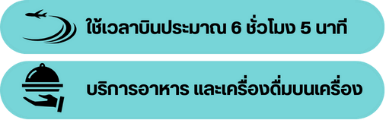 ใช้เวลาบินประมาณ 6 ชั่วโมง 5 นาที
บริการอาหาร และเครื่องดื่มบนเครื่อง